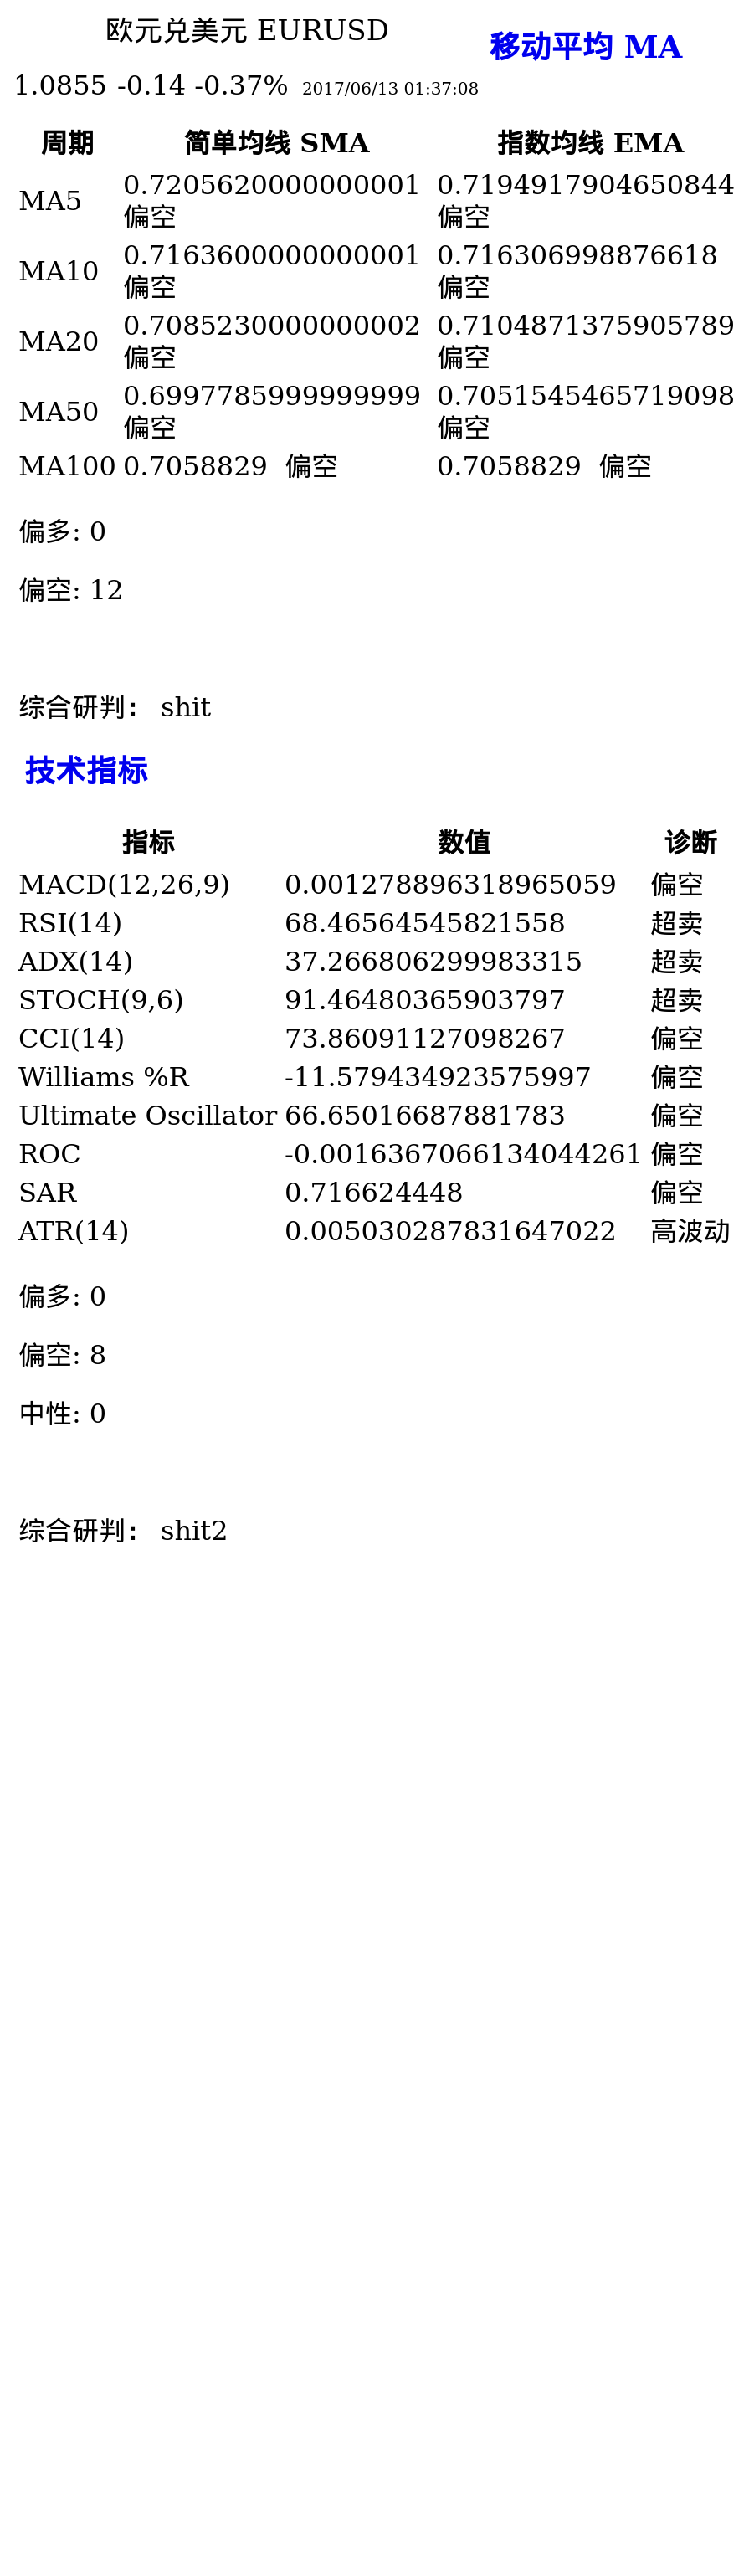 欧元兑美元 EURUSD
移动平均 MA
1.0855 -0.14 -0.37% 2017/06/13 01:37:08
周期 简单均线 SMA 指数均线 EMA
MA5 0.7205620000000001 偏空 0.7194917904650844 偏空
MA10 0.7163600000000001 偏空 0.716306998876618 偏空
MA20 0.7085230000000002 偏空 0.7104871375905789 偏空
MA50 0.6997785999999999 偏空 0.7051545465719098 偏空
MA100 0.7058829 偏空 0.7058829 偏空
偏多: 0
偏空: 12
综合研判: shit
技术指标
指标 数值 诊断
MACD(12,26,9) 0.001278896318965059 偏空
RSI(14) 68.46564545821558 超卖
ADX(14) 37.266806299983315 超卖
STOCH(9,6) 91.46480365903797 超卖
CCI(14) 73.86091127098267 偏空
Williams %R -11.579434923575997 偏空
Ultimate Oscillator 66.65016687881783 偏空
ROC -0.0016367066134044261 偏空
SAR 0.716624448 偏空
ATR(14) 0.005030287831647022 高波动
偏多: 0
偏空: 8
中性: 0
综合研判: shit2